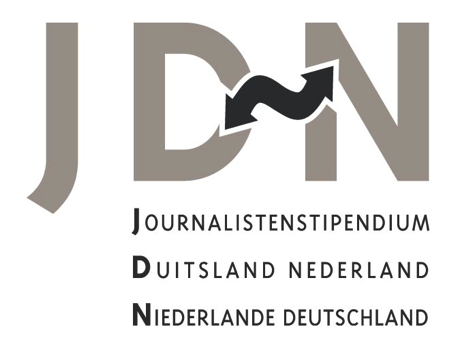 JDN
JOURNALISTENSTIPENDIUM
DUITSLAND NEDERLAND
NIEDERLANDE DEUTSCHLAND